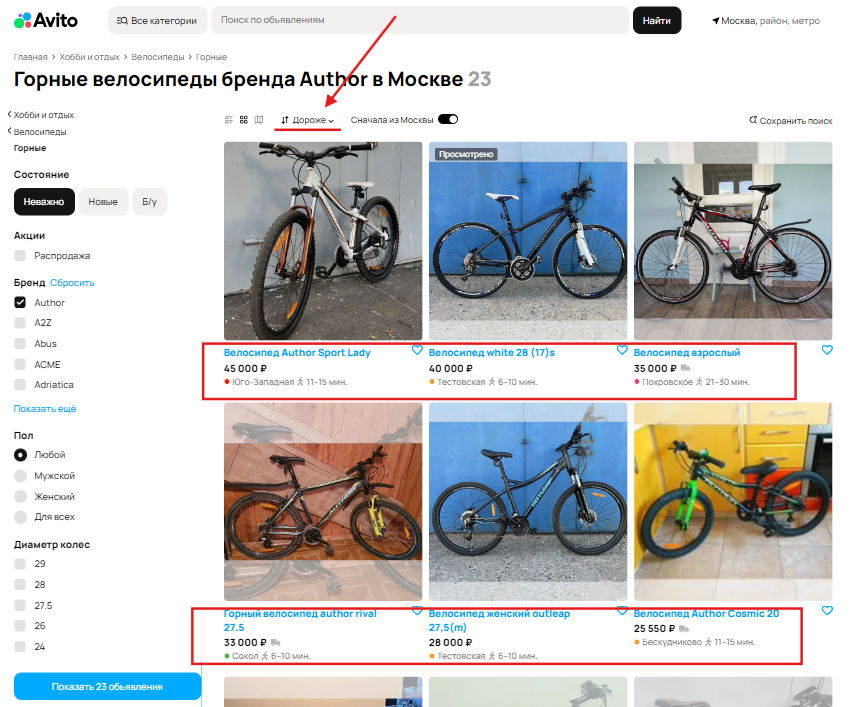 Avito
Все категории
Поиск по объявлениям
Найти
Москва, район, метро
Главная > Хобби и отдых > Велосипеды > Горные
Горные велосипеды бренда Author в Москве 23
Хобби и отдых
Велосипеды
Горные
Дороже
Сначала из Москвы
Сохранить поиск
Состояние
Неважно
Новые
Б/у
Акции
Распродажа
Бренд Сбросить
Author
A2Z
Abus
ACME
Adriatica
Показать ещё
Пол
Любой
Мужской
Женский
Для всех
Диаметр колес
29
28
27.5
26
24
Показать 23 объявления
Велосипед Author Sport Lady
45 000 ₽
Юго-Западная 11–15 мин.
Просмотрено
Велосипед white 28 (17)s
40 000 ₽
Тестовская 6–10 мин.
Велосипед взрослый
35 000 ₽
Покровское 21–30 мин.
Горный велосипед author rival
27.5
33 000 ₽
Сокол 6–10 мин.
Велосипед женский outleap
27,5(m)
28 000 ₽
Тестовская 6–10 мин.
Велосипед Author Cosmic 20
25 550 ₽
Бескудниково 11–15 мин.